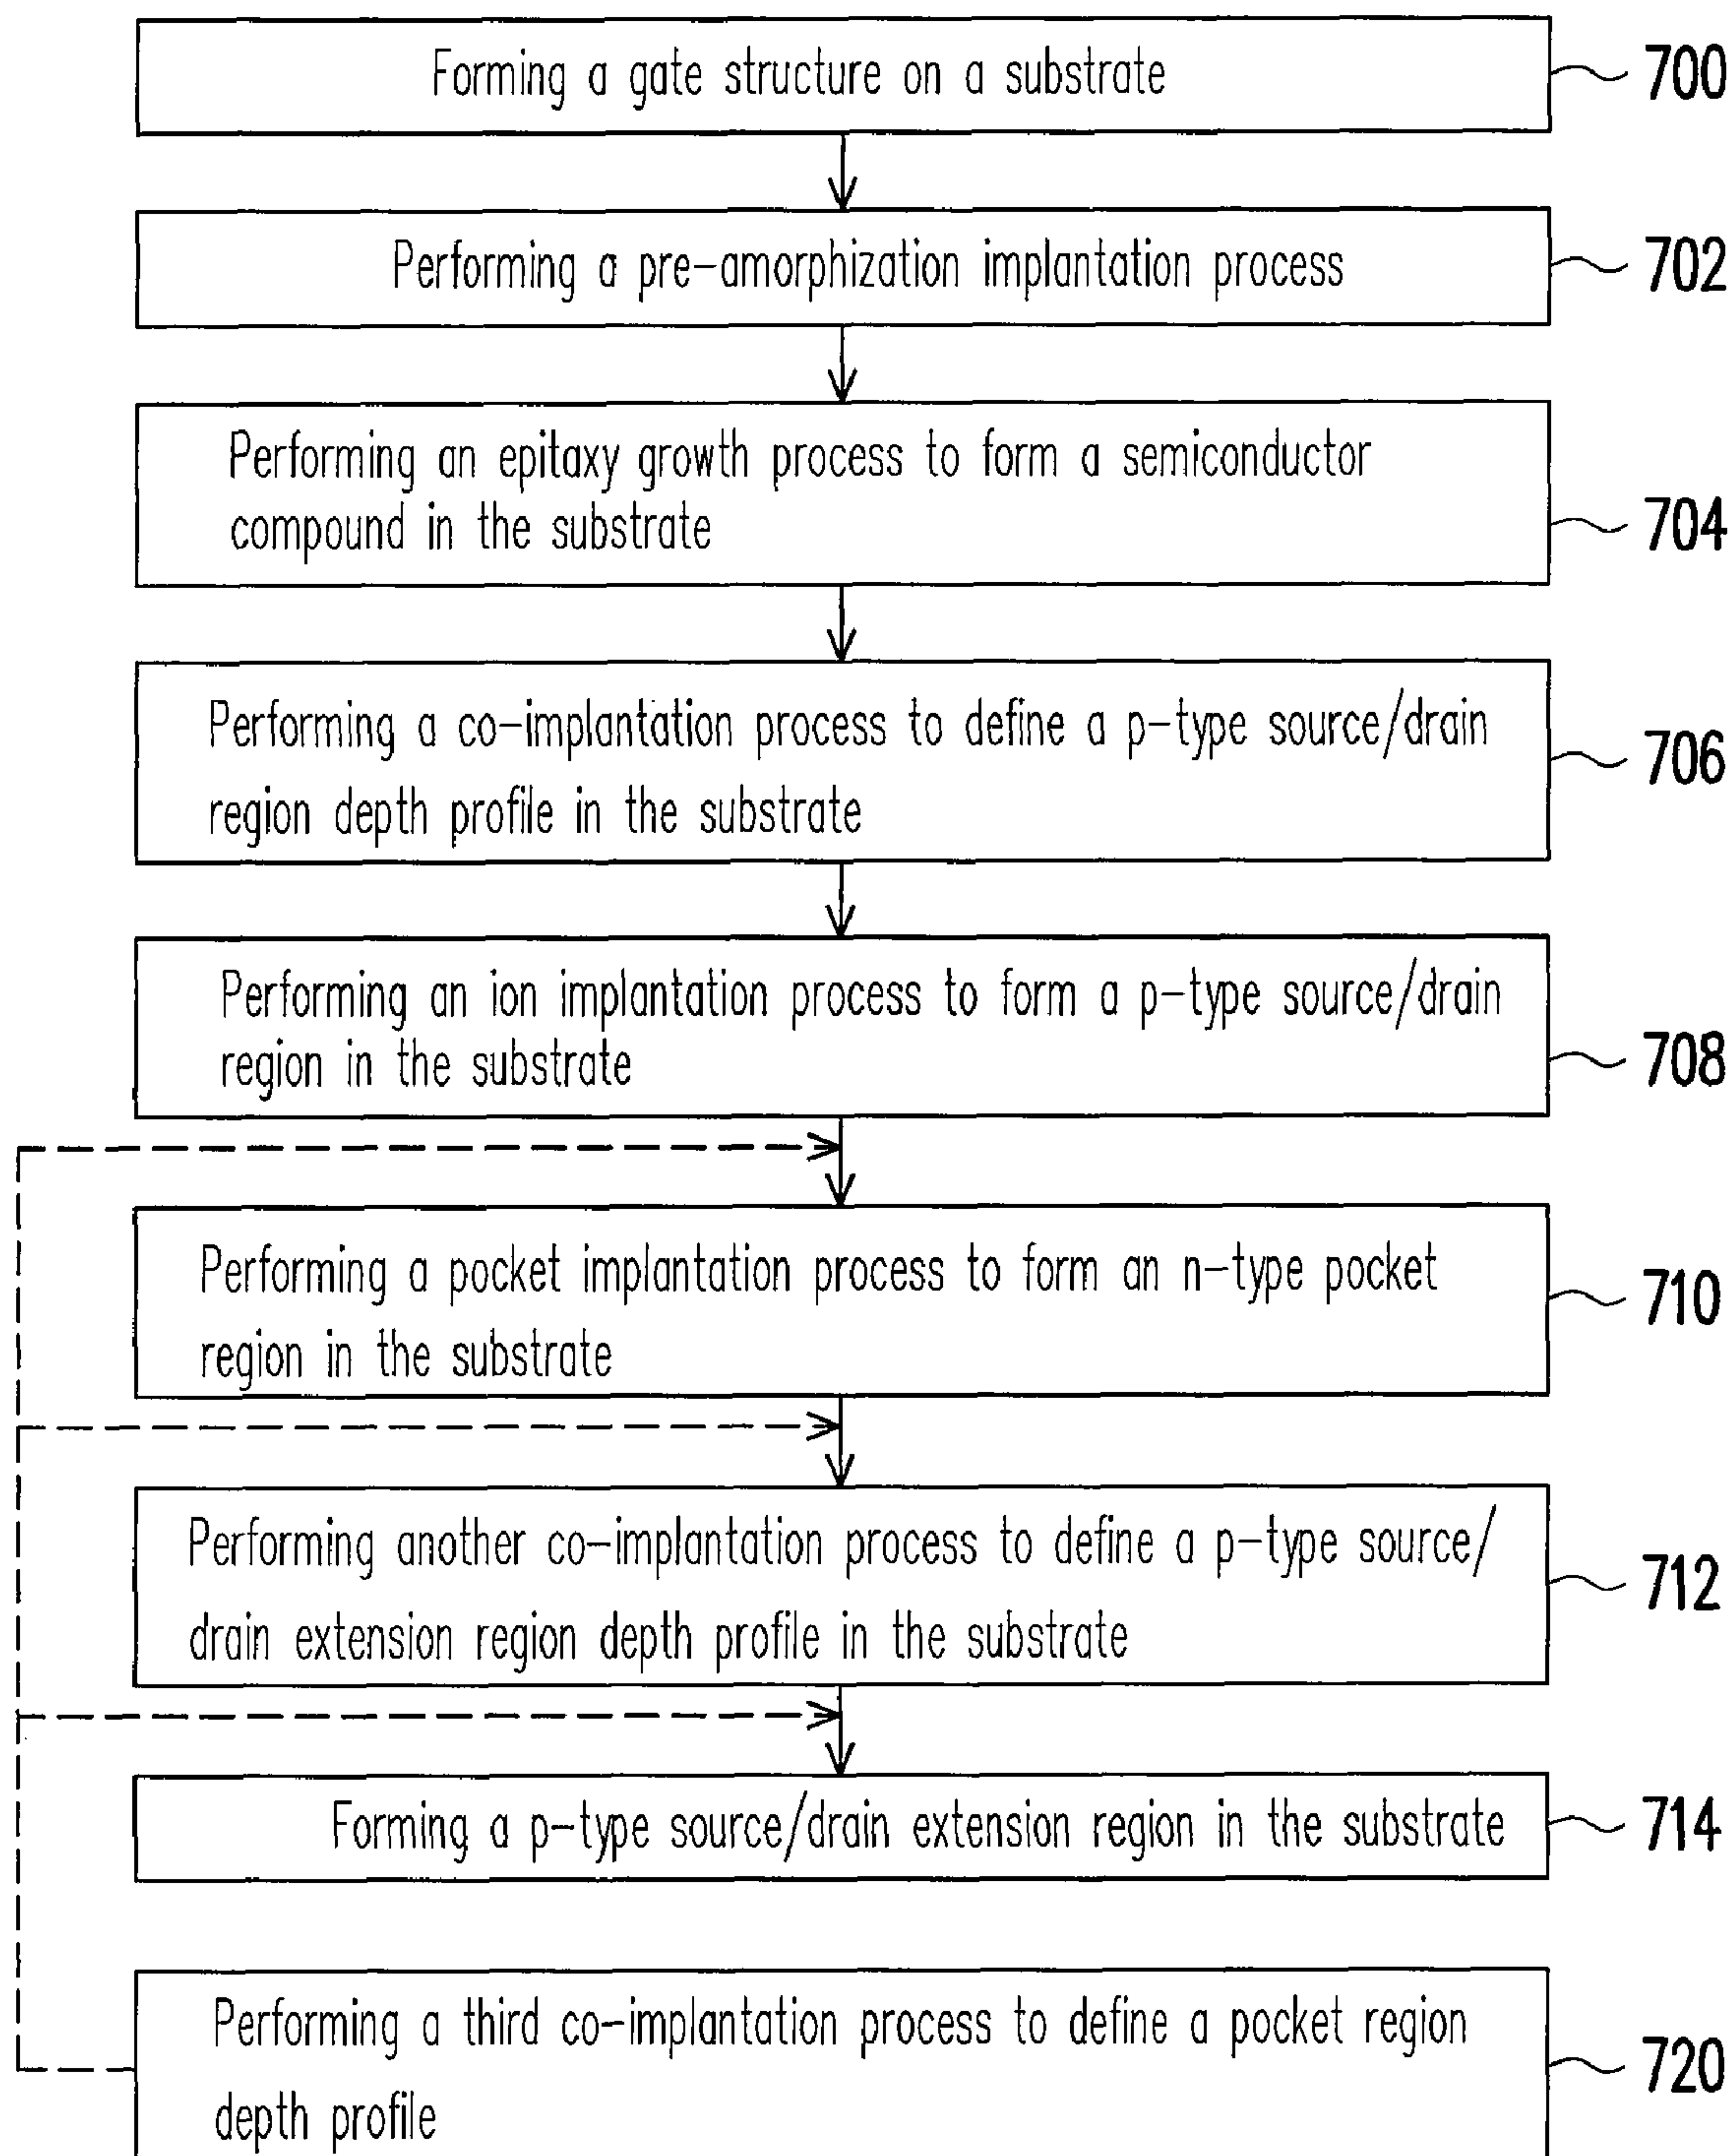 Forming a gate structure on a substrate
700
Performing a pre-amorphization implantation process
702
Performing an epitaxy growth process to form a semiconductor
compound in the substrate
704
Performing a co-implantation process to define a p-type source/drain
region depth profile in the substrate
706
Performing an ion implantation process to form a p-type source/drain
region in the substrate
708
Performing a pocket implantation process to form an n-type pocket
region in the substrate
710
Performing another co-implantation process to define a p-type source/
drain extension region depth profile in the substrate
712
Forming a p-type source/drain extension region in the substrate
714
Performing a third co-implantation process to define a pocket region
depth profile
720